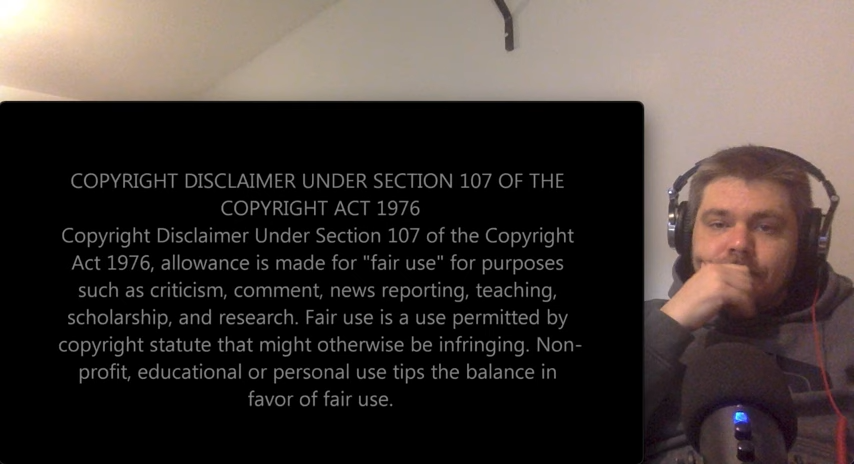 COPYRIGHT DISCLAIMER UNDER SECTION 107 OF THE
COPYRIGHT ACT 1976
Copyright Disclaimer Under Section 107 of the Copyright
Act 1976, allowance is made for "fair use" for purposes
such as criticism, comment, news reporting, teaching,
scholarship, and research. Fair use is a use permitted by
copyright statute that might otherwise be infringing. Non-
profit, educational or personal use tips the balance in
favor of fair use.